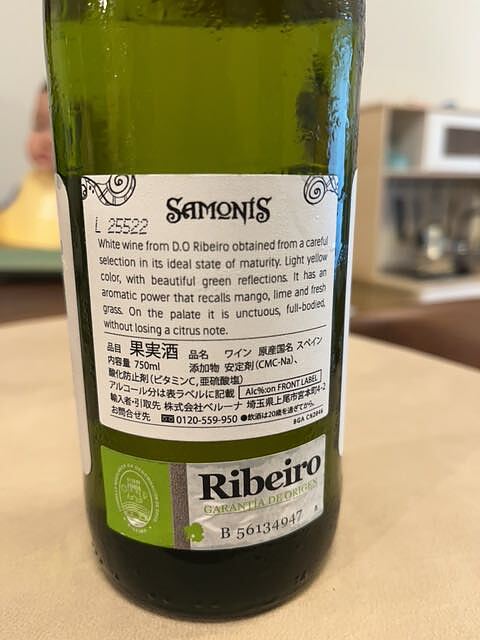 SAMONIS
L 25522
White wine from D.O Ribeiro obtained from a careful
selection in its ideal state of maturity. Light yellow
color, with beautiful green reflections. It has an
aromatic power that recalls mango, lime and fresh
grass. On the palate it is unctuous, full-bodied,
without losing a citrus note.
品目 果実酒 品名 ワイン 原産国名 スペイン
内容量 750ml 添加物 安定剤(CMC-Na)、
酸化防止剤(ビタミンC,亜硫酸塩)
アルコール分は表ラベルに記載 Alc%:on FRONT LABEL
輸入者・引取先 株式会社ベルーナ 埼玉県上尾市宮本町4-2
お問合せ先 0120-559-950 ●飲酒は20歳を過ぎてから。
BGA CN2846
Ribeiro
GARANTÍA DE ORIGEN
B 56134947